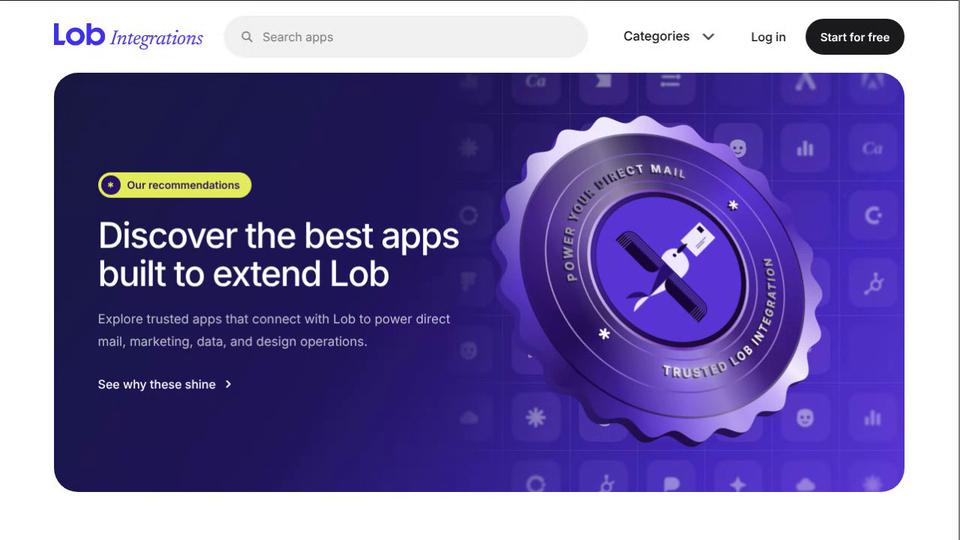 Lob Integrations
Search apps
Categories
Log in
Start for free
Our recommendations
Discover the best apps
built to extend Lob
Explore trusted apps that connect with Lob to power direct
mail, marketing, data, and design operations.
See why these shine
POWER YOUR DIRECT MAIL
TRUSTED LOB INTEGRATION
Ca
Ca